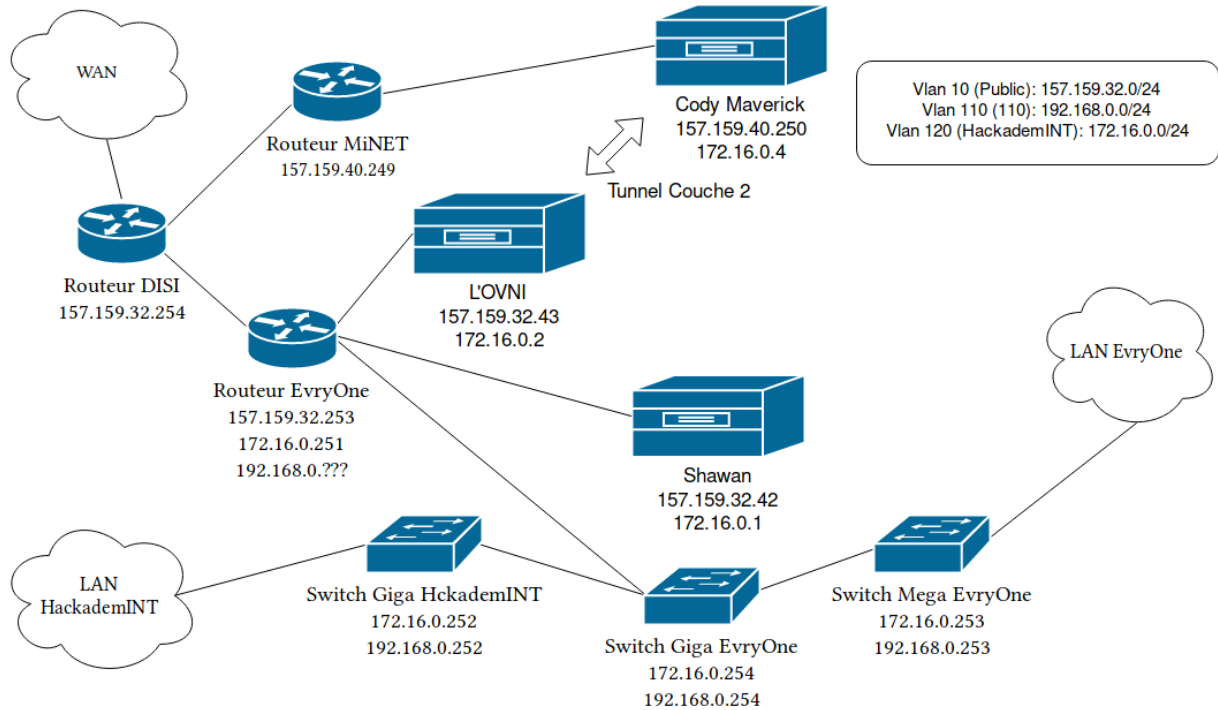 WAN
Routeur MiNET
157.159.40.249
Cody Maverick
157.159.40.250
172.16.0.4
Vlan 10 (Public): 157.159.32.0/24
Vlan 110 (110): 192.168.0.0/24
Vlan 120 (HackademINT): 172.16.0.0/24
Tunnel Couche 2
Routeur DISI
157.159.32.254
L'OVNI
157.159.32.43
172.16.0.2
Routeur EvryOne
157.159.32.253
172.16.0.251
192.168.0.???
LAN EvryOne
Shawan
157.159.32.42
172.16.0.1
LAN
HackademINT
Switch Giga HckademINT
172.16.0.252
192.168.0.252
Switch Giga EvryOne
172.16.0.254
192.168.0.254
Switch Mega EvryOne
172.16.0.253
192.168.0.253